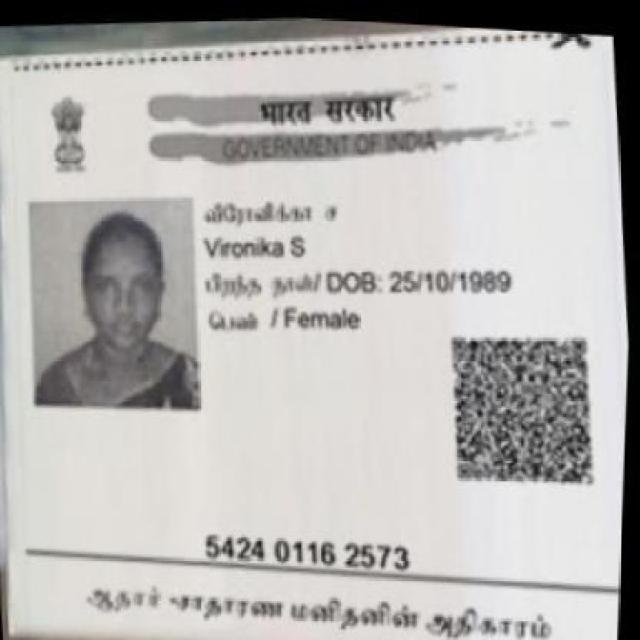 भारत सरकार
GOVERNMENT OF INDIA
ச
Vironika S
பிறந்த நாள்/ DOB: 25/10/1989
பெண் / Female
5424 0116 2573
ஆதார் சாதாரண மனிதனின் அதிகாரம்